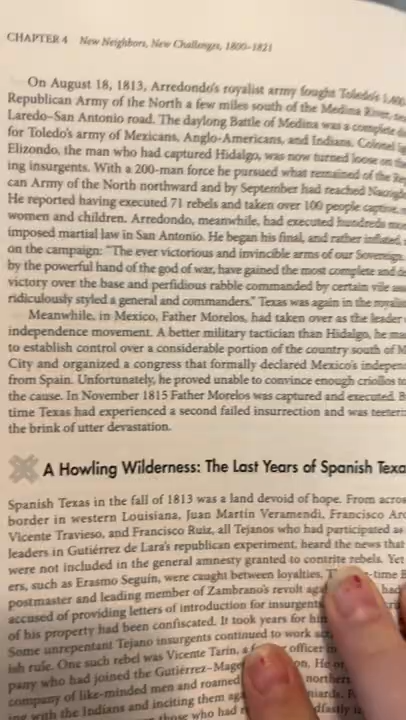 CHAPTER 4 New Neighbors, New Challenges, 1800–1821
On August 18, 1813, Arredondo's royalist army fought Toledo's
Republican Army of the North a few miles south of the Medina River,
Laredo–San Antonio road. The daylong Battle of Medina was a complete
for Toledo's army of Mexicans, Anglo-Americans, and Indians. Colonel
Elizondo, the man who had captured Hidalgo, was now turned loose on
ing insurgents. With a 200-man force he pursued what remained of the
can Army of the North northward and by September had reached
He reported having executed 71 rebels and taken over 100 people captive,
women and children. Arredondo, meanwhile, had executed hundreds
imposed martial law in San Antonio. He began his final, and rather inflated,
on the campaign: "The ever victorious and invincible arms of our Sovereign,
by the powerful hand of the god of war, have gained the most complete and
victory over the base and perfidious rabble commanded by certain vile
ridiculously styled a general and commanders." Texas was again in the
Meanwhile, in Mexico, Father Morelos, had taken over as the leader
independence movement. A better military tactician than Hidalgo, he
to establish control over a considerable portion of the country south of M
City and organized a congress that formally declared Mexico's indepen
from Spain. Unfortunately, he proved unable to convince enough criollos to
the cause. In November 1815 Father Morelos was captured and executed. B
time Texas had experienced a second failed insurrection and was teeter
the brink of utter devastation.
A Howling Wilderness: The Last Years of Spanish Texa
Spanish Texas in the fall of 1813 was a land devoid of hope. From acro
border in western Louisiana, Juan Martín Veramendi, Francisco
Vicente Travieso, and Francisco Ruiz, all Tejanos who had participated as
leaders in Gutiérrez de Lara's republican experiment, heard the news that
were not included in the general amnesty granted to contrite rebels. Yet
ers, such as Erasmo Seguín, were caught between loyalties. -time
postmaster and leading member of Zambrano's revolt had
accused of providing letters of introduction for insurgents
of his property had been confiscated. It took years for him
Some unrepentant Tejano insurgents continued to work
ish rule. One such rebel was Vicente Tarín, a officer in
pany who had joined the Gutiérrez–Mage on. He
company of like-minded men and roamed northern
ing with the Indians and inciting them
those who had